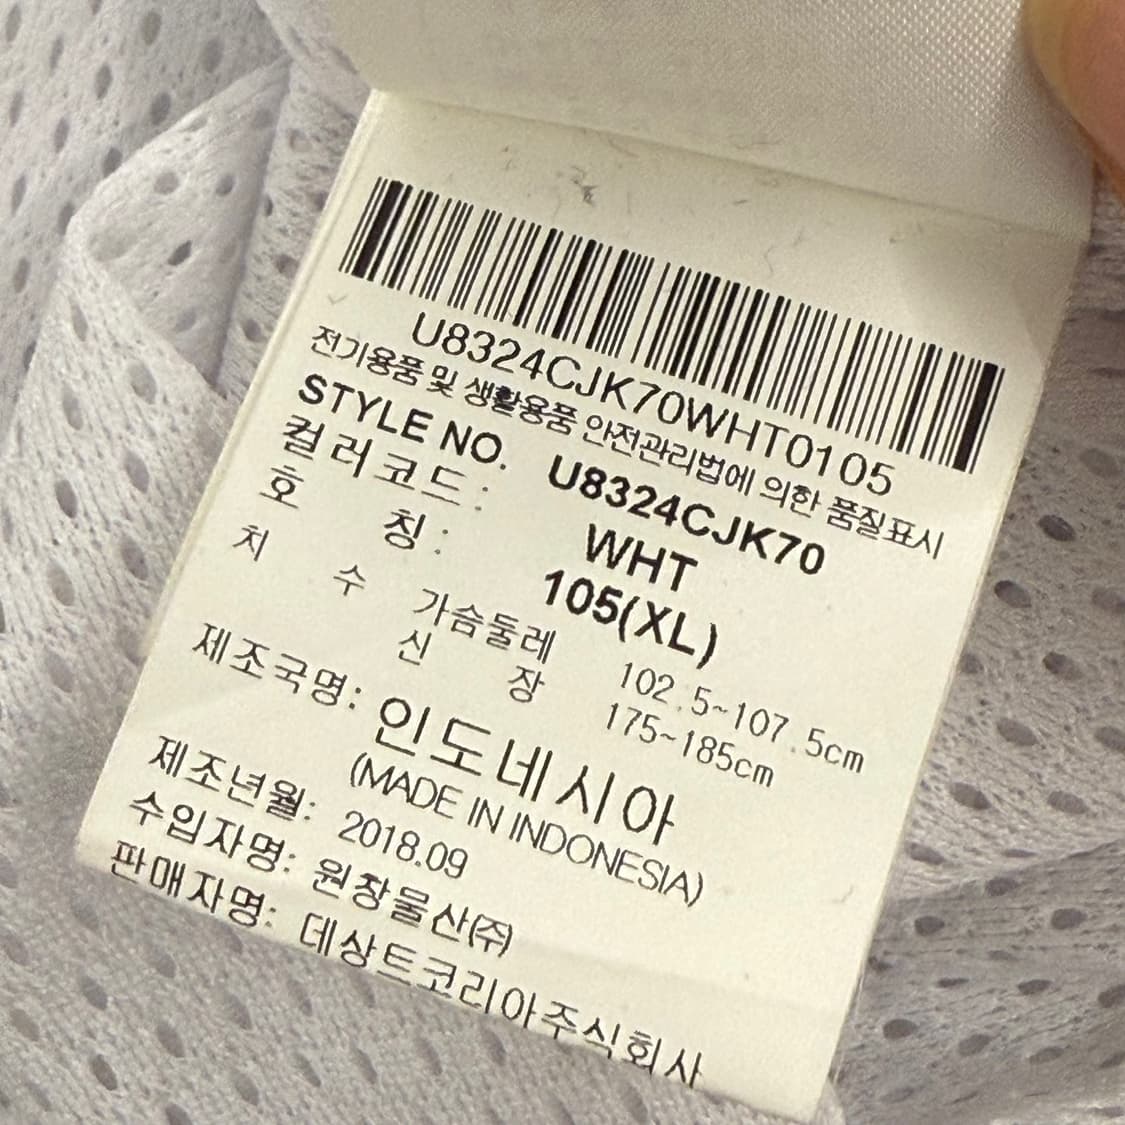 U8324CJK70WHT0105
전기용품 및 생활용품 안전관리법에 의한 품질표시
STYLE NO. U8324CJK70
컬러코드: WHT
호 칭: 105(XL)
치 수 가슴둘레 102.5~107.5cm
신 장 175~185cm
제조국명: 인도네시아
(MADE IN INDONESIA)
제조년월: 2018.09
수입자명: 원창물산(주)
판매자명: 데상트코리아주식회사